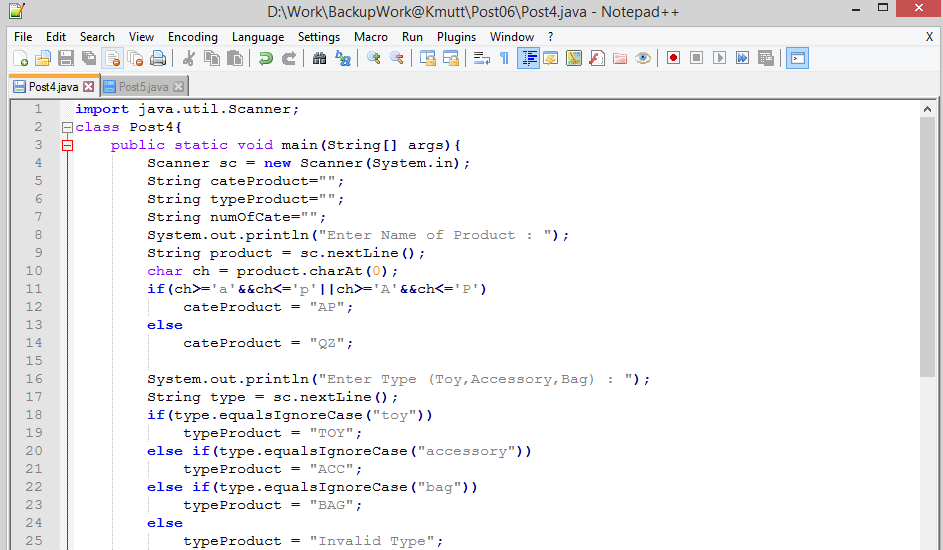 D:\Work\BackupWork@Kmutt\Post06\Post4.java - Notepad++
File Edit Search View Encoding Language Settings Macro Run Plugins Window ? X
Post4.java Post5.java
1 import java.util.Scanner;
2 class Post4{
3 public static void main(String[] args){
4 Scanner sc = new Scanner(System.in);
5 String cateProduct="";
6 String typeProduct="";
7 String numOfCate="";
8 System.out.println("Enter Name of Product : ");
9 String product = sc.nextLine();
10 char ch = product.charAt(0);
11 if(ch>='a'&&ch<='p'||ch>='A'&&ch<='P')
12 cateProduct = "AP";
13 else
14 cateProduct = "QZ";
15
16 System.out.println("Enter Type (Toy,Accessory,Bag) : ");
17 String type = sc.nextLine();
18 if(type.equalsIgnoreCase("toy"))
19 typeProduct = "TOY";
20 else if(type.equalsIgnoreCase("accessory"))
21 typeProduct = "ACC";
22 else if(type.equalsIgnoreCase("bag"))
23 typeProduct = "BAG";
24 else
25 typeProduct = "Invalid Type";